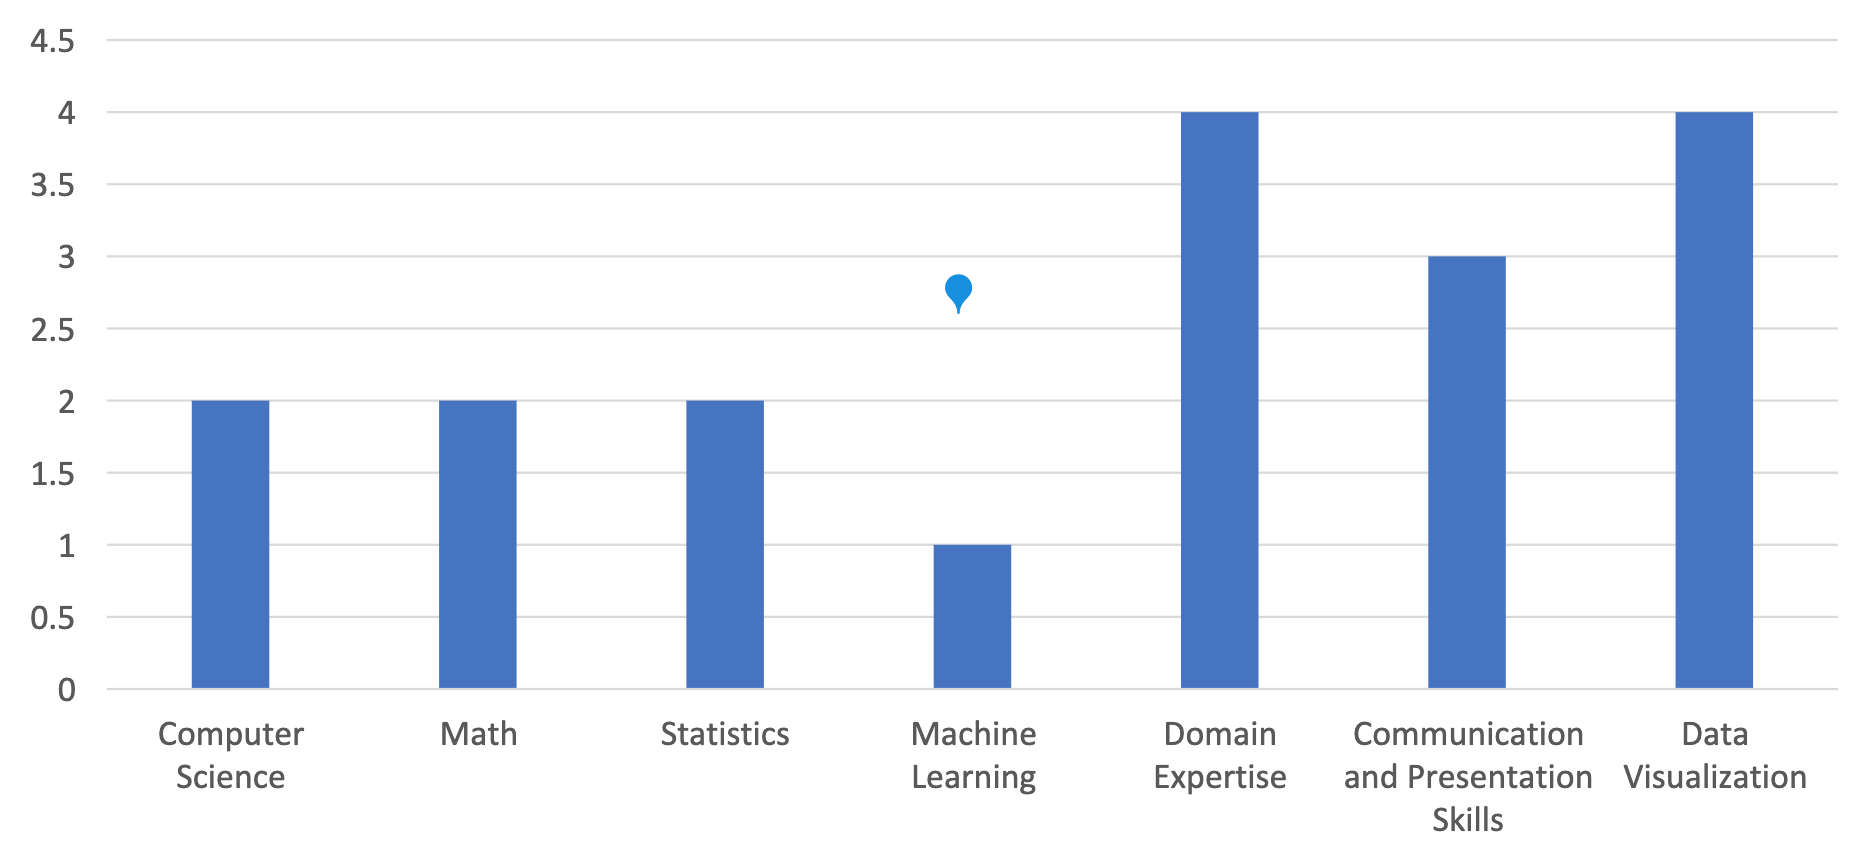 4.5
4
3.5
3
2.5
2
1.5
1
0.5
0
Computer
Science
Math
Statistics
Machine
Learning
Domain
Expertise
Communication
and Presentation
Skills
Data
Visualization